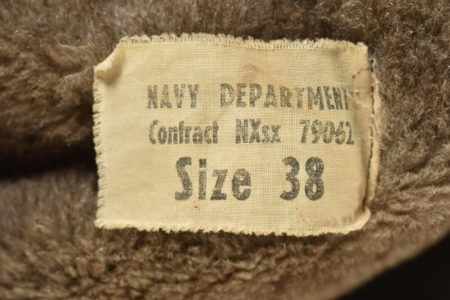 NAVY DEPARTMENT
Contract NXsx 79062
Size 38